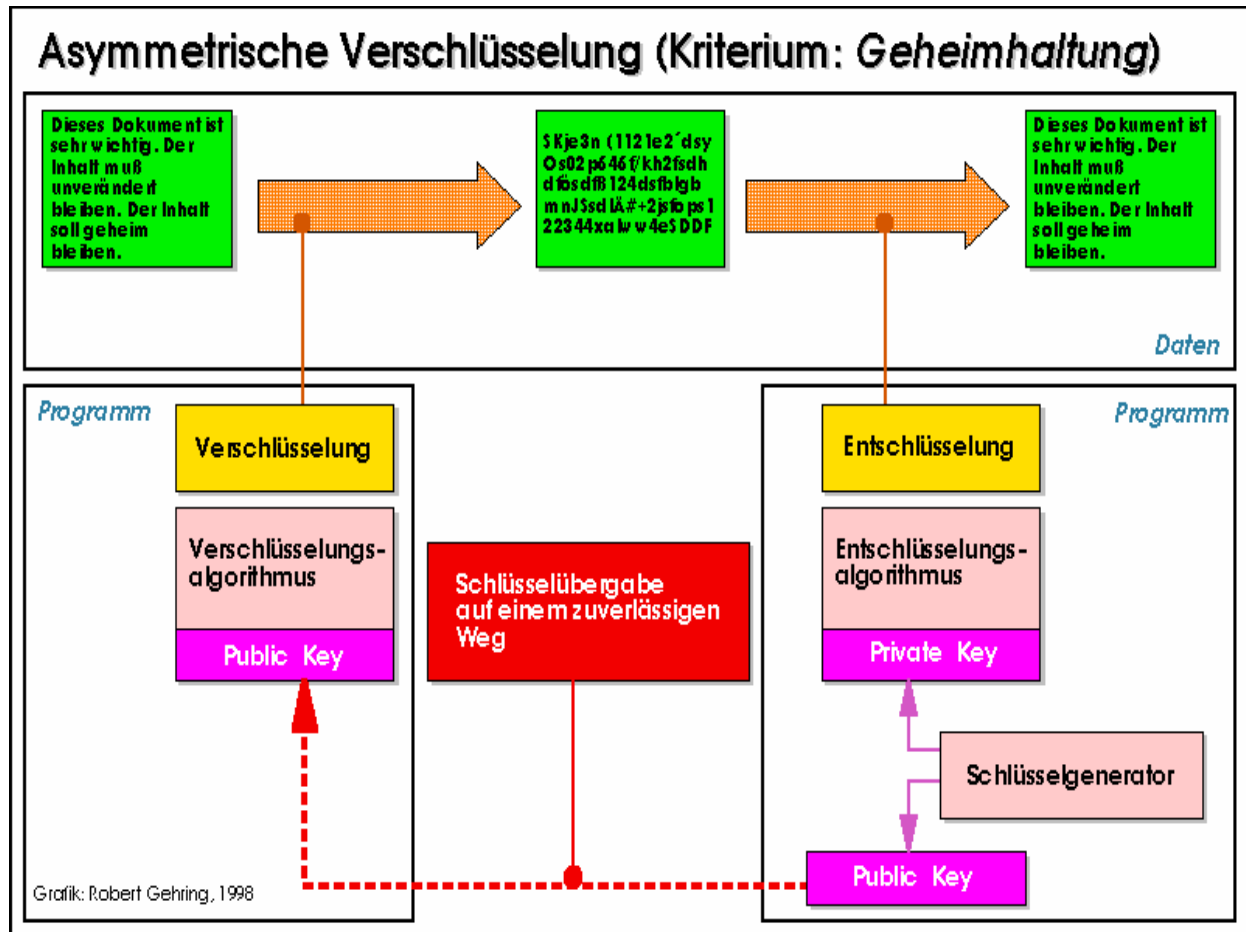 Asymmetrische Verschlüsselung (Kriterium: Geheimhaltung)
Dieses Dokument ist
sehr wichtig. Der
Inhalt muß
unverändert
bleiben. Der Inhalt
soll geheim
bleiben.
SKje3n (1121e2´dsy
Os02p646f/kh2fsdh
dfösdf8124dsfblgb
mnJSsdlÄ#+2jsfops1
22344xalww4eSDDF
Dieses Dokument ist
sehr wichtig. Der
Inhalt muß
unverändert
bleiben. Der Inhalt
soll geheim
bleiben.
Daten
Programm
Verschlüsselung
Verschlüsselungs-
algorithmus
Public Key
Schlüsselübergabe
auf einem zuverlässigen
Weg
Programm
Entschlüsselung
Entschlüsselungs-
algorithmus
Private Key
Schlüsselgenerator
Public Key
Grafik: Robert Gehring, 1998